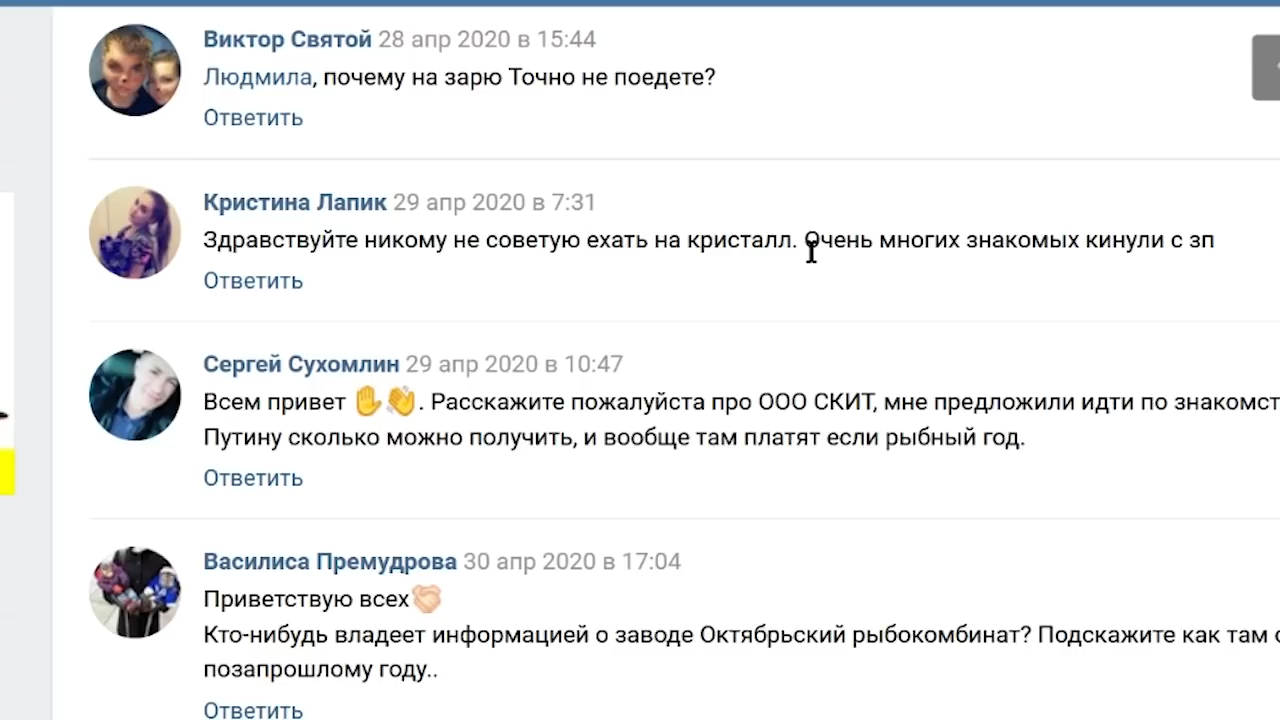 Виктор Святой 28 апр 2020 в 15:44
Людмила, почему на зарю Точно не поедете?
Ответить
Кристина Лапик 29 апр 2020 в 7:31
Здравствуйте никому не советую ехать на кристалл. Очень многих знакомых кинули с зп
Ответить
Сергей Сухомлин 29 апр 2020 в 10:47
Всем привет ✋👋. Расскажите пожалуйста про ООО СКИТ, мне предложили идти по знакомст
Путину сколько можно получить, и вообще там платят если рыбный год.
Ответить
Василиса Премудрова 30 апр 2020 в 17:04
Приветствую всех🤝
Кто-нибудь владеет информацией о заводе Октябрьский рыбокомбинат? Подскажите как там
позапрошлому году..
Ответить